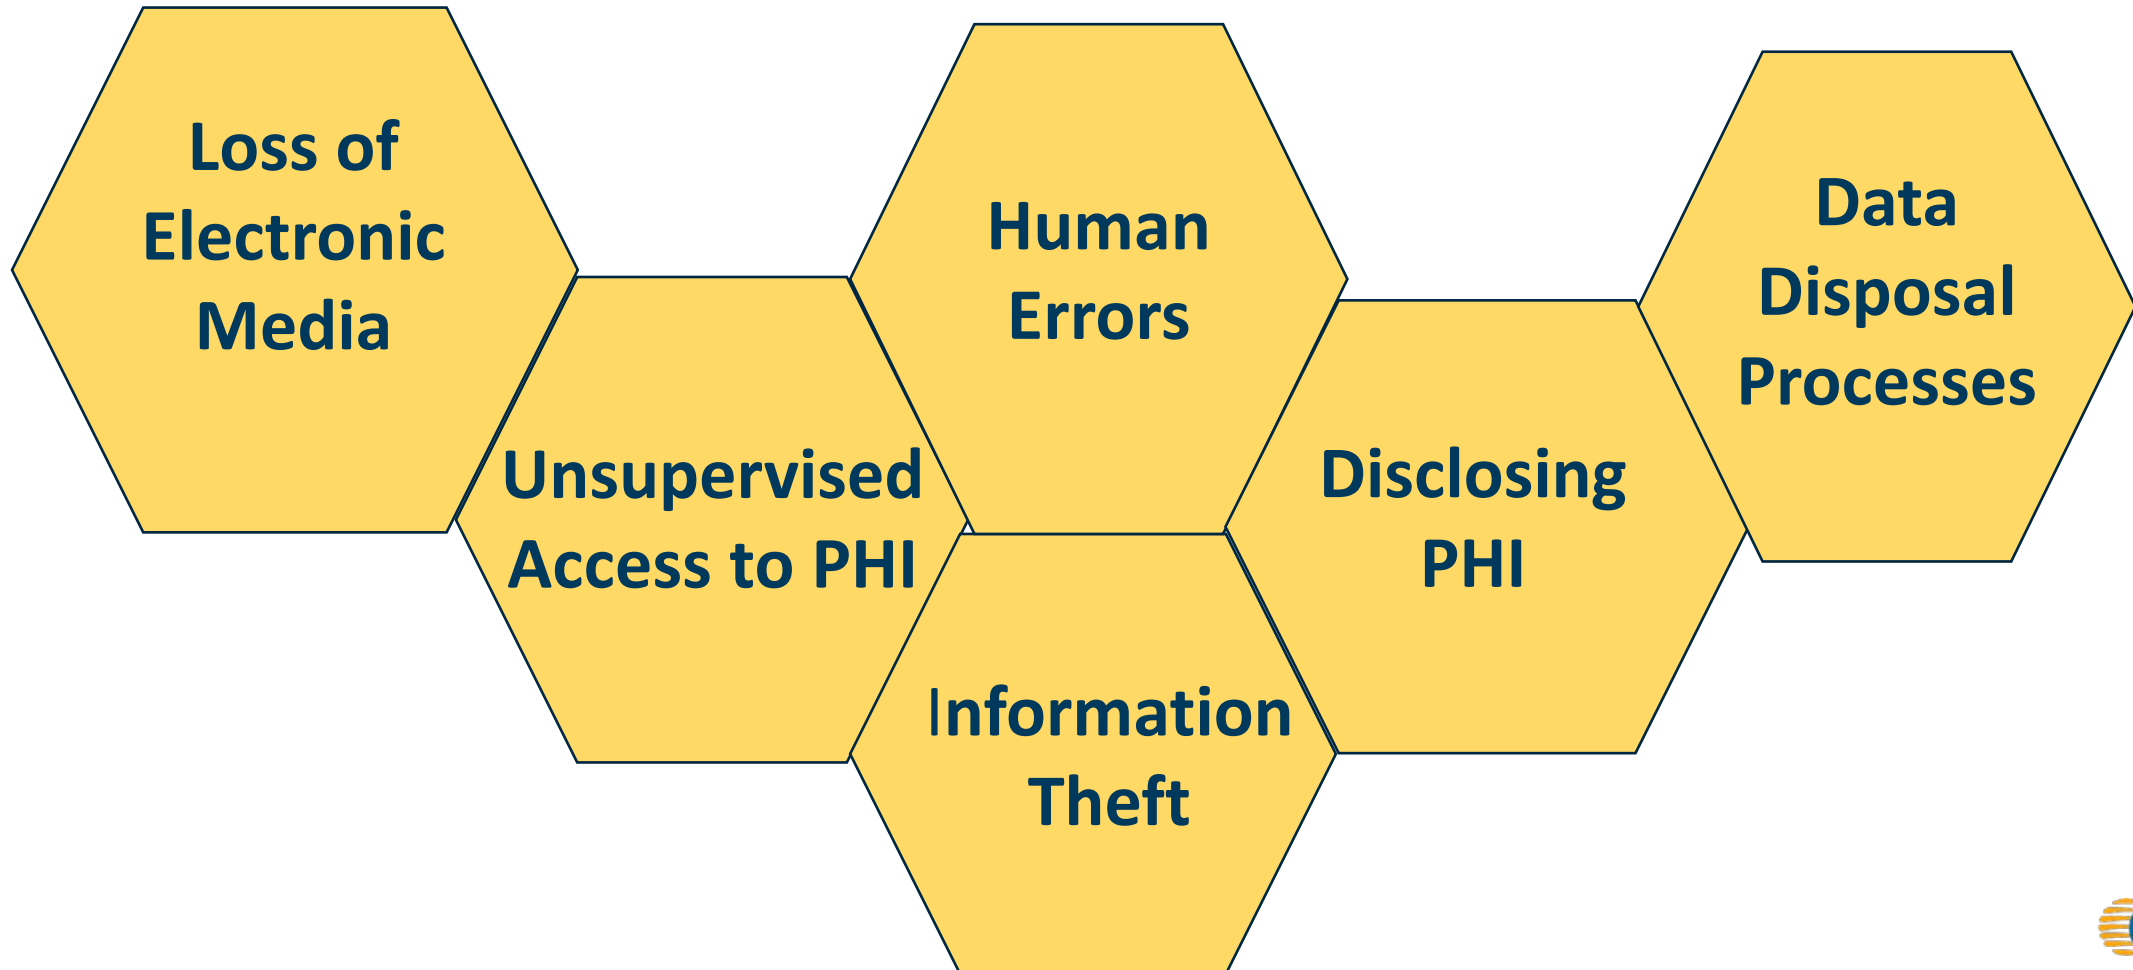 Loss of
Electronic
Media
Unsupervised
Access to PHI
Human
Errors
Information
Theft
Disclosing
PHI
Data
Disposal
Processes